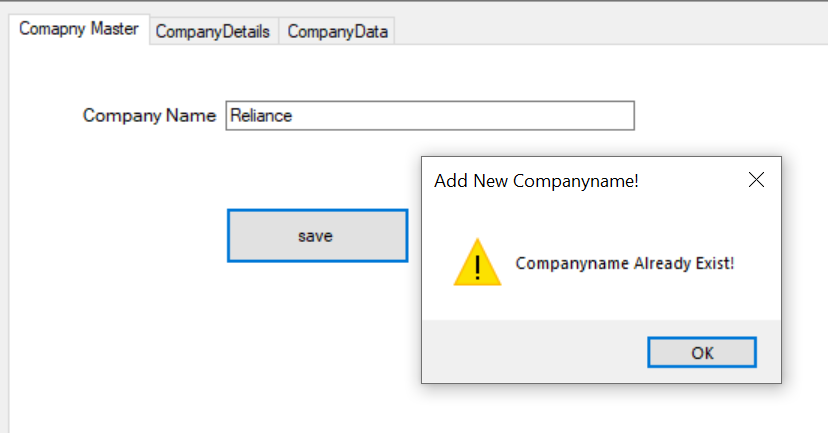 Comapny Master CompanyDetails CompanyData
Company Name Reliance
Add New Companyname!
save
Companyname Already Exist!
OK